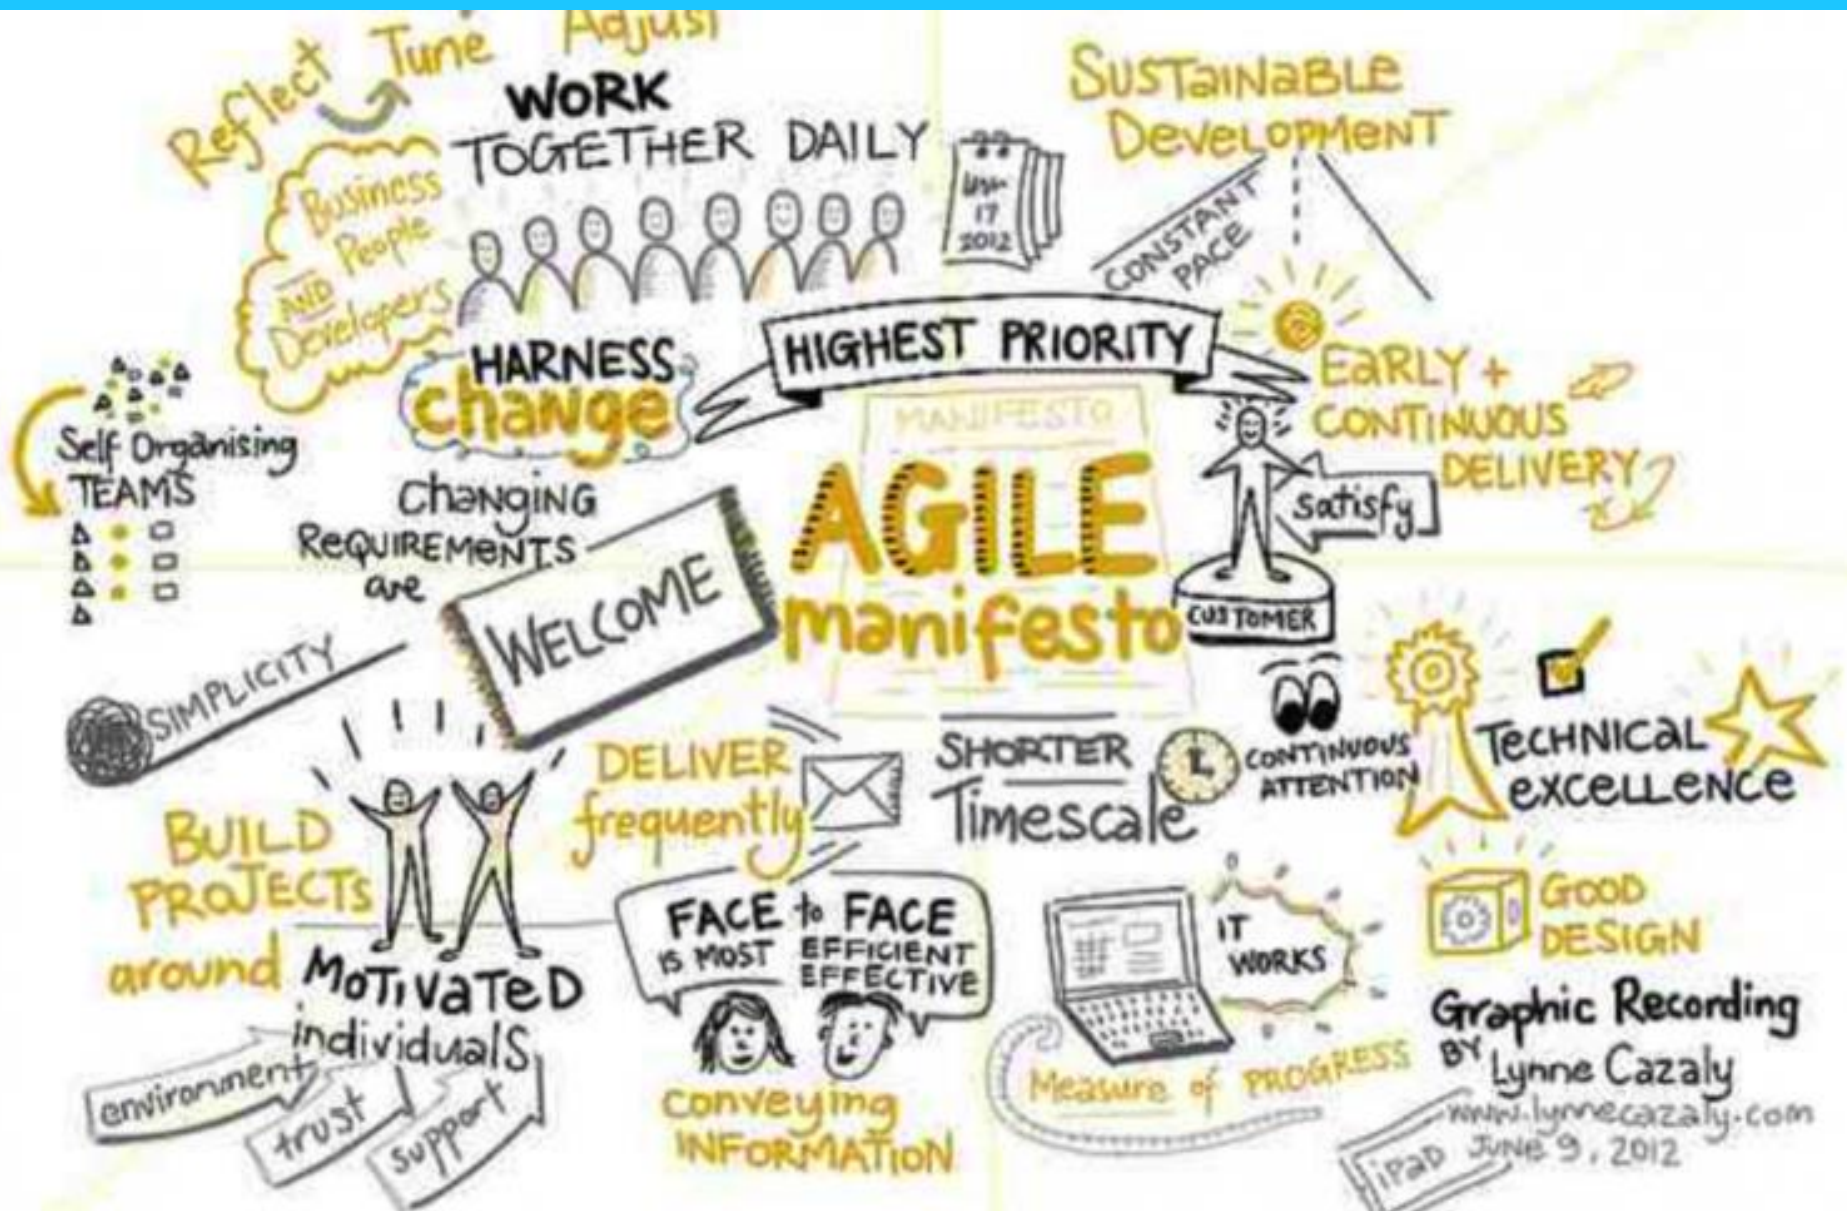 Reflect
Tune
Adjust
WORK
TOGETHER DAILY
Business
People
AND
Developers
17
2012
SUSTAINABLE
DEVELOPMENT
CONSTANT
PACE
HARNESS
change
HIGHEST PRIORITY
EARLY +
CONTINUOUS
DELIVERY
satisfy
CUSTOMER
Self Organising
TEAMS
changing
REQUIREMENTS
are
WELCOME
MANIFESTO
AGILE
manifesto
SIMPLICITY
DELIVER
frequently
SHORTER
Timescale
CONTINUOUS
ATTENTION
TECHNICAL
EXCELLENCE
BUILD
PROJECTS
around
MOTIVATED
individuals
environment
trust
support
FACE to FACE
IS MOST EFFICIENT
EFFECTIVE
conveying
INFORMATION
IT
WORKS
Measure of PROGRESS
GOOD
DESIGN
Graphic Recording
BY Lynne Cazaly
www.lynnecazaly.com
JUNE 9, 2012
iPad